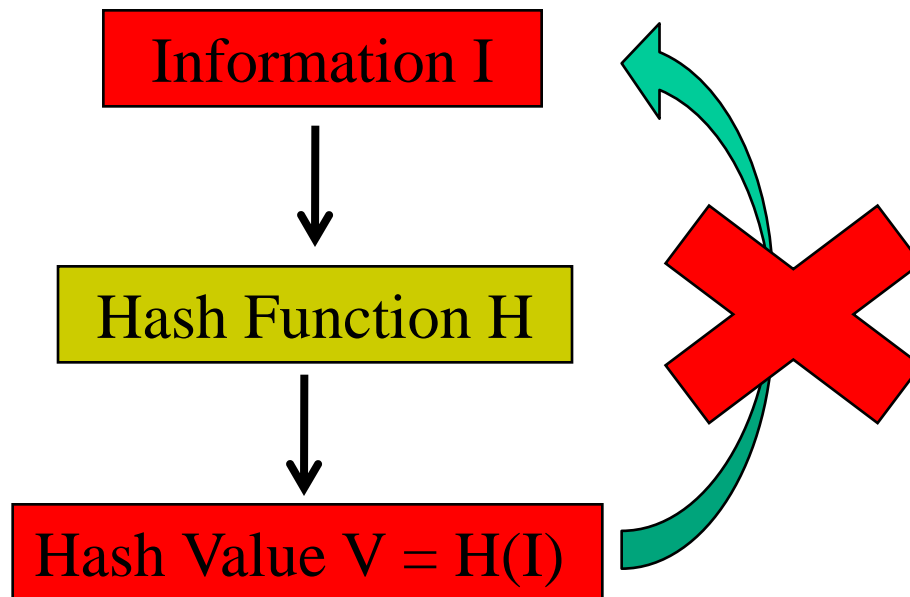 Information I
Hash Function H
Hash Value V = H(I)